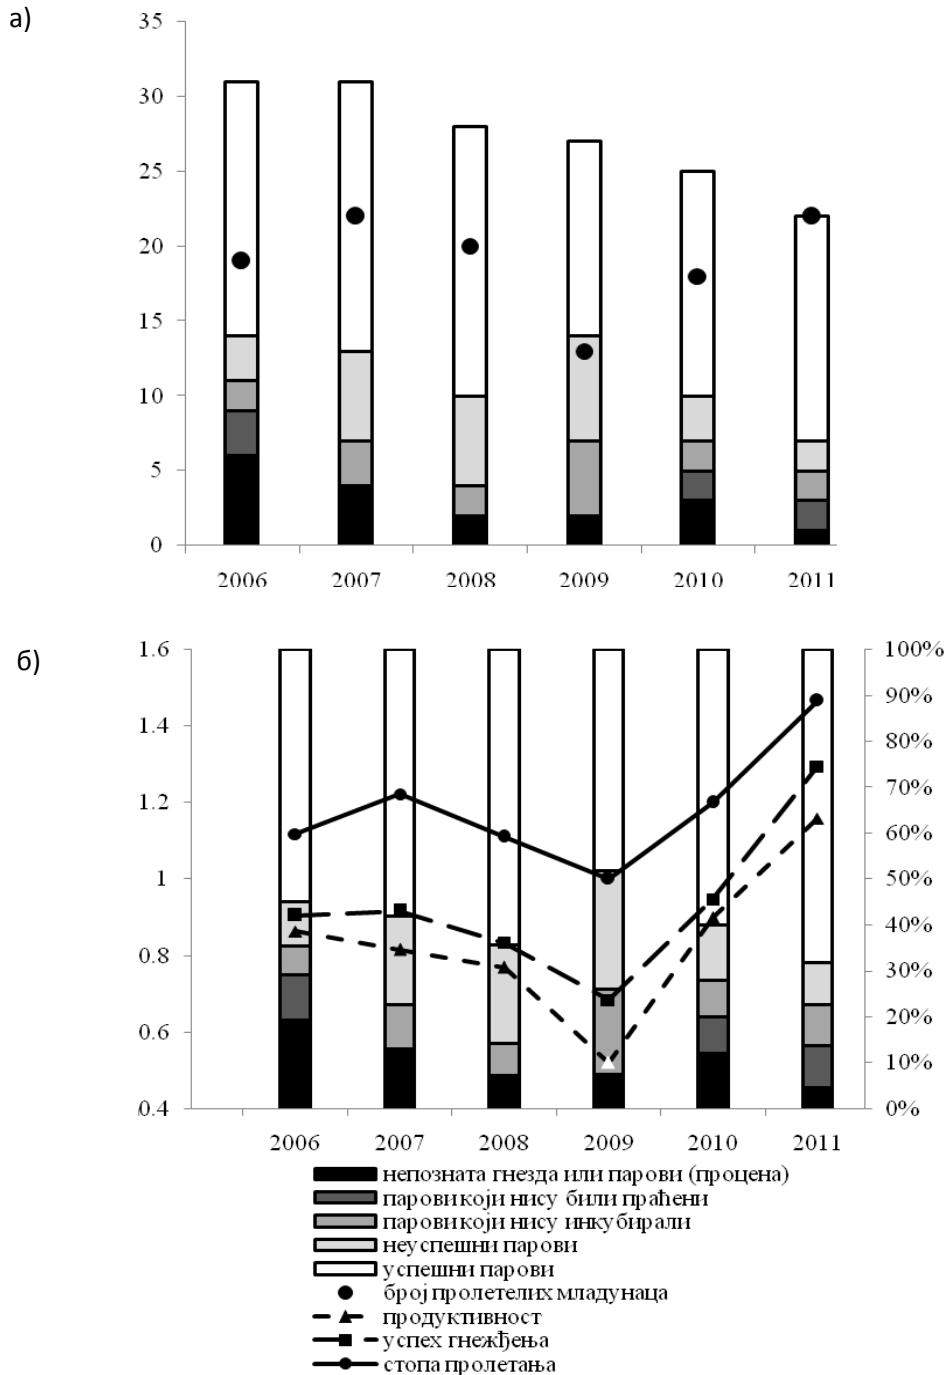 а)
35
30
25
20
15
10
5
0
2006 2007 2008 2009 2010 2011
б)
1.6 100%
90%
1.4 80%
70%
1.2 60%
1 50%
40%
0.8 30%
0.6 20%
10%
0.4 0%
2006 2007 2008 2009 2010 2011
непозната гнезда или парови (процена)
парови који нису били праћени
парови који нису инкубирали
неуспешни парови
успешни парови
број пролетелих младунаца
продуктивност
успех гнежђења
стопа пролетања